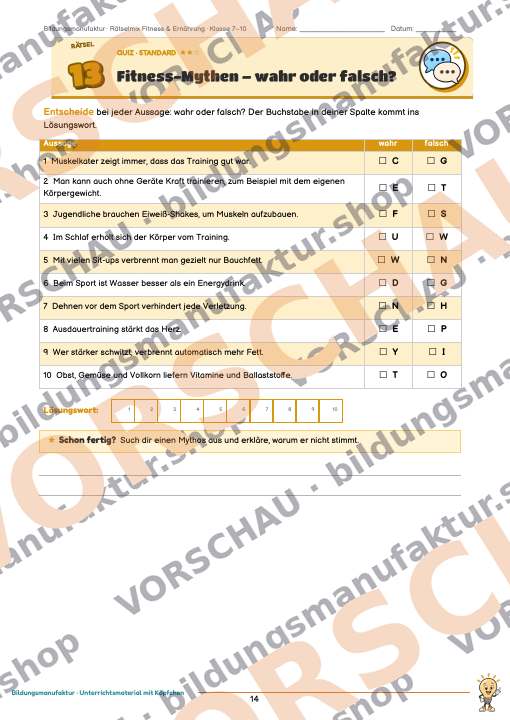 Bildungsmanufaktur · Rätselmix Fitness & Ernährung · Klasse 7–10 Name: Datum:
RÄTSEL
13
QUIZ · STANDARD ★★☆
Fitness-Mythen – wahr oder falsch?
Entscheide bei jeder Aussage: wahr oder falsch? Der Buchstabe in deiner Spalte kommt ins
Lösungswort.
Aussage wahr falsch
1 Muskelkater zeigt immer, dass das Training gut war. ☐ C ☐ G
2 Man kann auch ohne Geräte Kraft trainieren, zum Beispiel mit dem eigenen
Körpergewicht. ☐ E ☐ T
3 Jugendliche brauchen Eiweiß-Shakes, um Muskeln aufzubauen. ☐ F ☐ S
4 Im Schlaf erholt sich der Körper vom Training. ☐ U ☐ W
5 Mit vielen Sit-ups verbrennt man gezielt nur Bauchfett. ☐ W ☐ N
6 Beim Sport ist Wasser besser als ein Energydrink. ☐ D ☐ G
7 Dehnen vor dem Sport verhindert jede Verletzung. ☐ N ☐ H
8 Ausdauertraining stärkt das Herz. ☐ E ☐ P
9 Wer stärker schwitzt, verbrennt automatisch mehr Fett. ☐ Y ☐ I
10 Obst, Gemüse und Vollkorn liefern Vitamine und Ballaststoffe. ☐ T ☐ O
Lösungswort: 1 2 3 4 5 6 7 8 9 10
★ Schon fertig? Such dir einen Mythos aus und erkläre, warum er nicht stimmt.
VORSCHAU · bildungsmanufaktur.shop
Bildungsmanufaktur · Unterrichtsmaterial mit Köpfchen
14